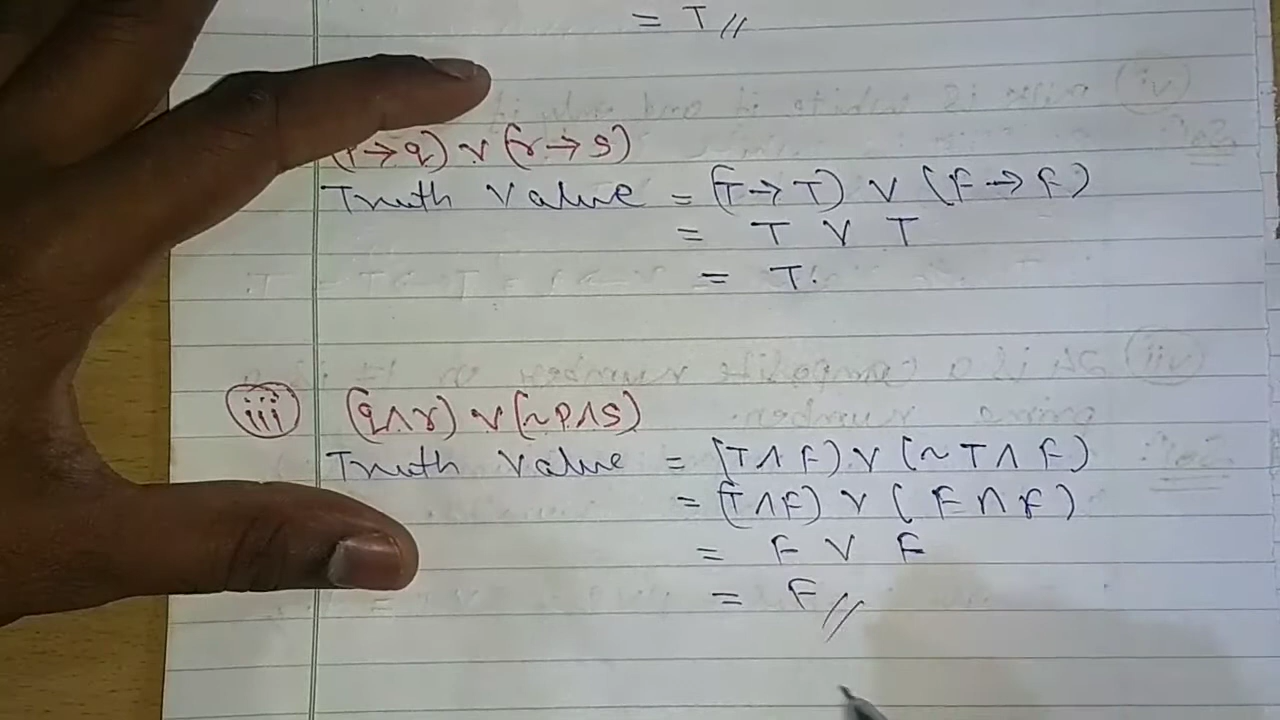 = T //
(p→q) ∨ (r→s)
Truth Value = (T→T) ∨ (F→F)
= T ∨ T
= T.
(iii) (q∧r) ∨ (~p∧s)
Truth Value = (T∧F) ∨ (~T∧F)
= (T∧F) ∨ (F∧F)
= F ∨ F
= F //